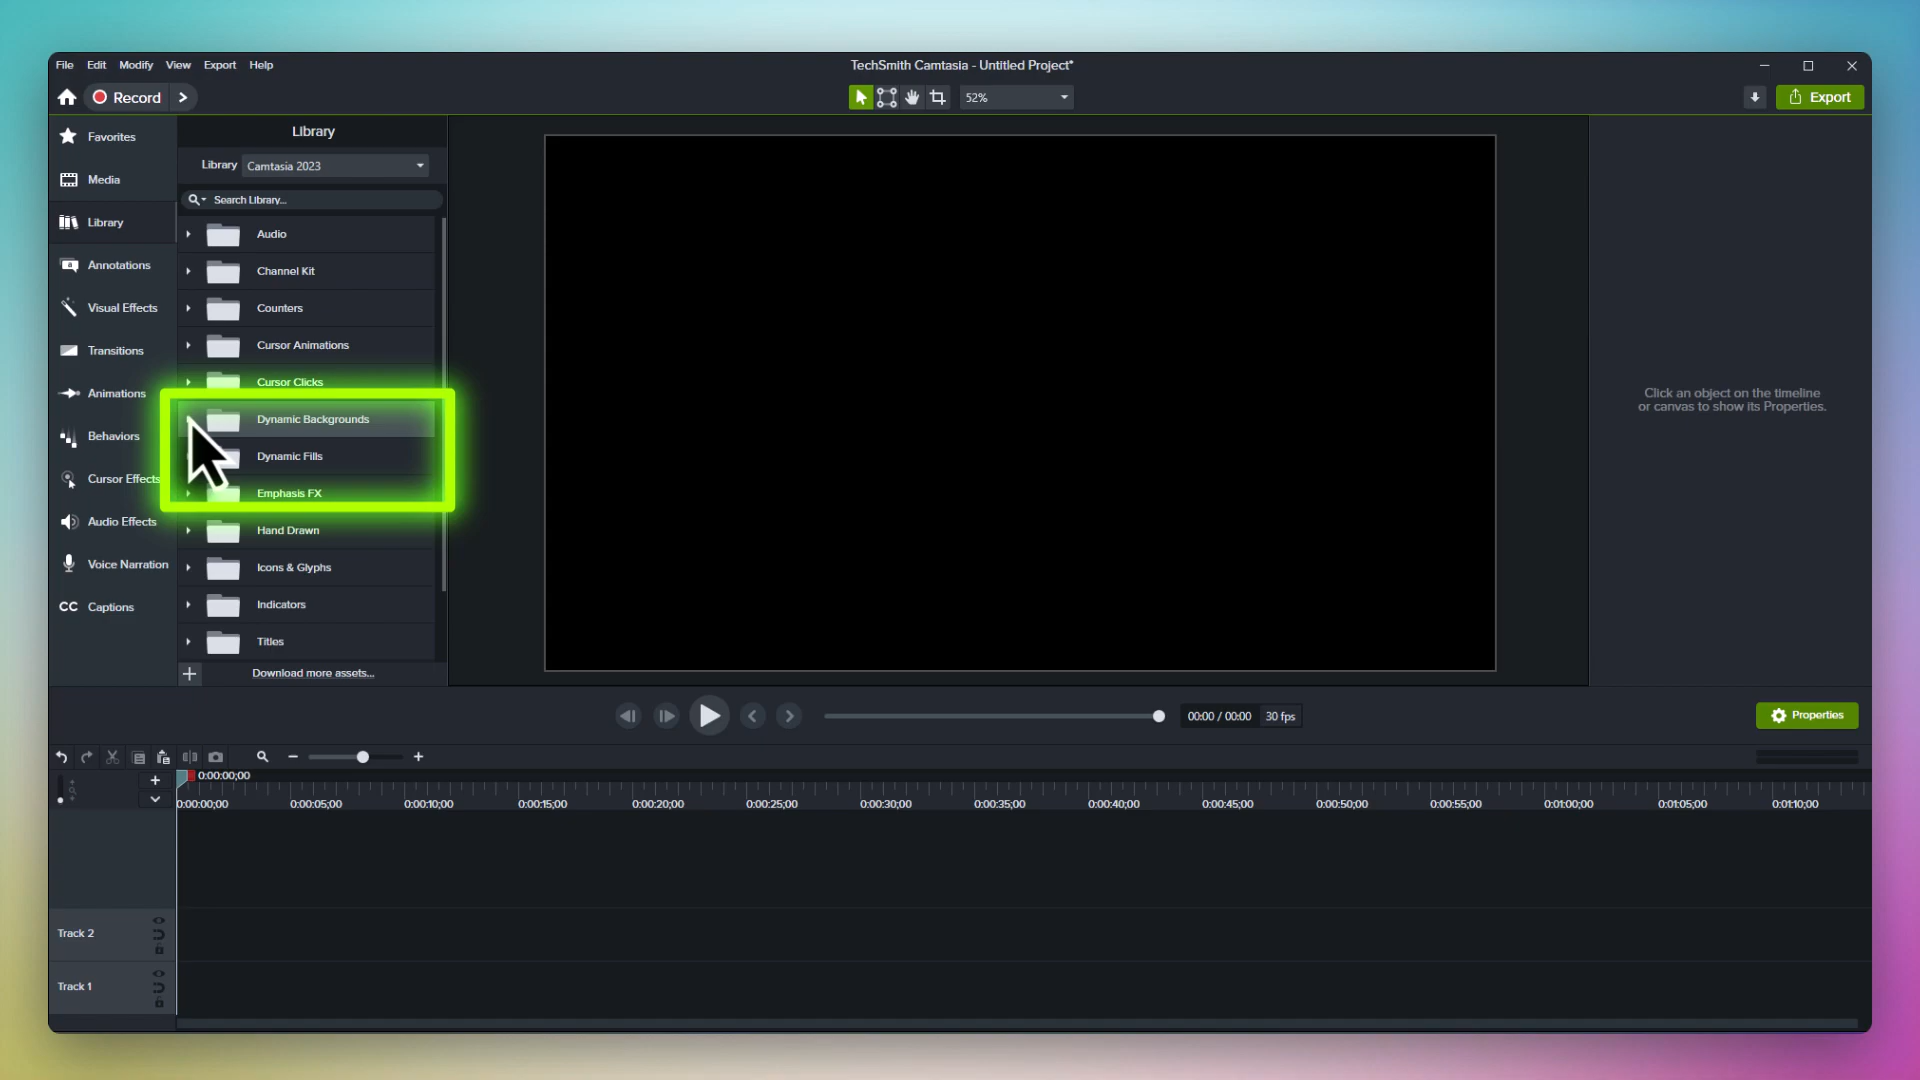 File Edit Modify View Export Help
TechSmith Camtasia - Untitled Project*
Record
52%
Export
Favorites
Media
Library
Annotations
Visual Effects
Transitions
Animations
Behaviors
Cursor Effects
Audio Effects
Voice Narration
CC Captions
Library
Library Camtasia 2023
Search Library...
Audio
Channel Kit
Counters
Cursor Animations
Cursor Clicks
Dynamic Backgrounds
Dynamic Fills
Emphasis FX
Hand Drawn
Icons & Glyphs
Indicators
Titles
Download more assets...
Click an object on the timeline
or canvas to show its Properties.
00:00 / 00:00 30 fps
Properties
0:00:00;00
0:00:00;00 0:00:05;00 0:00:10;00 0:00:15;00 0:00:20;00 0:00:25;00 0:00:30;00 0:00:35;00 0:00:40;00 0:00:45;00 0:00:50;00 0:00:55;00 0:01:00;00 0:01:05;00 0:01:10;00
Track 2
Track 1